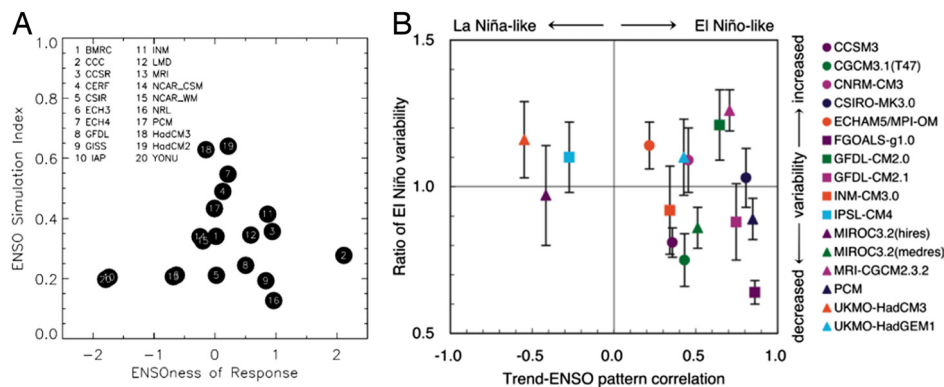 A
ENSO Simulation Index
1.0
0.8
0.6
0.4
0.2
0.0
1 BMRC 11 INM
2 CCC 12 LMD
3 CCSR 13 MRI
4 CERF 14 NCAR_CSM
5 CSIR 15 NCAR_WM
6 ECH3 16 NRL
7 ECH4 17 PCM
8 GFDL 18 HadCM3
9 GISS 19 HadCM2
10 IAP 20 YONU
18
19
7
4
17
11
14
1
12
3
15
2
8
20
10
5
9
16
-2 -1 0 1 2
ENSOness of Response
B
La Niña-like
El Niño-like
Ratio of El Niño variability
1.5
1.0
0.5
-1.0 -0.5 0.0 0.5 1.0
Trend-ENSO pattern correlation
increased
variability
decreased
CCSM3
CGCM3.1(T47)
CNRM-CM3
CSIRO-MK3.0
ECHAM5/MPI-OM
FGOALS-g1.0
GFDL-CM2.0
GFDL-CM2.1
INM-CM3.0
IPSL-CM4
MIROC3.2(hires)
MIROC3.2(medres)
MRI-CGCM2.3.2
PCM
UKMO-HadCM3
UKMO-HadGEM1